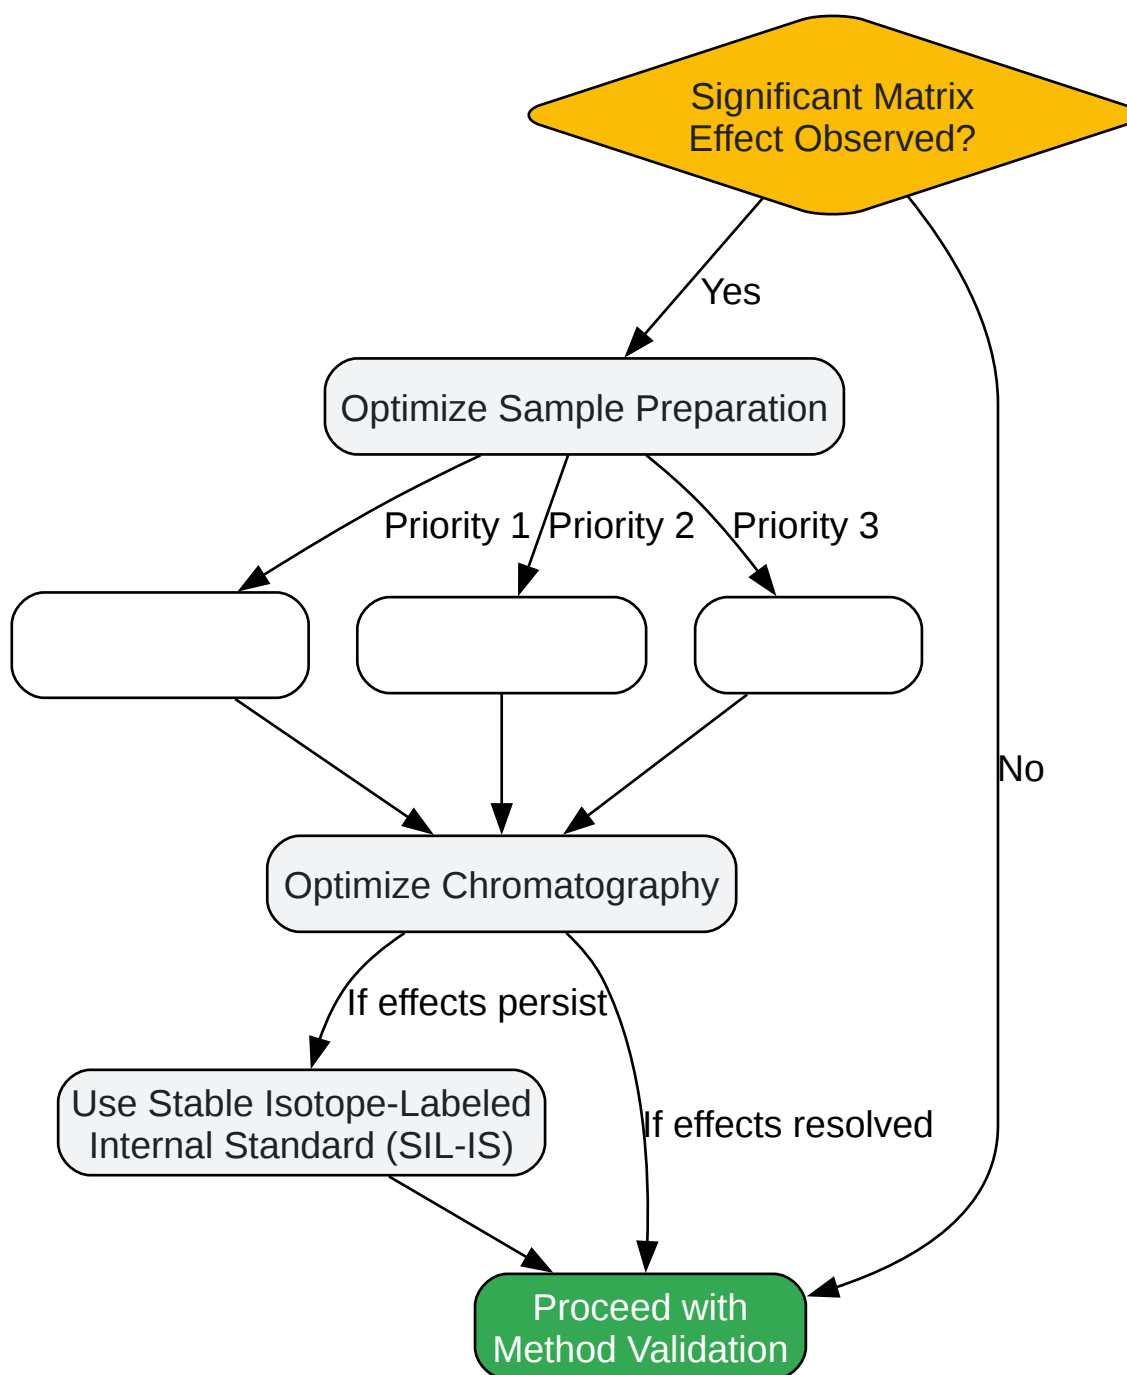 Significant Matrix
Effect Observed?
Yes
Optimize Sample Preparation
Priority 1
Priority 2
Priority 3
No
Optimize Chromatography
If effects persist
Use Stable Isotope-Labeled
Internal Standard (SIL-IS)
If effects resolved
Proceed with
Method Validation